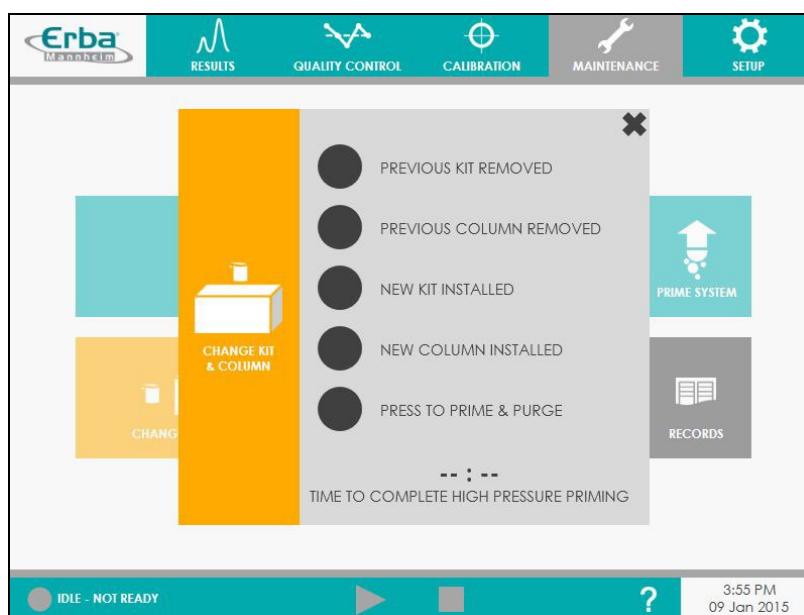 Erba
Mannheim
RESULTS
QUALITY CONTROL
CALIBRATION
MAINTENANCE
SETUP
PREVIOUS KIT REMOVED
PREVIOUS COLUMN REMOVED
NEW KIT INSTALLED
NEW COLUMN INSTALLED
PRESS TO PRIME & PURGE
-- : --
TIME TO COMPLETE HIGH PRESSURE PRIMING
CHANGE KIT
& COLUMN
PRIME SYSTEM
CHANG
RECORDS
IDLE - NOT READY
?
3:55 PM
09 Jan 2015